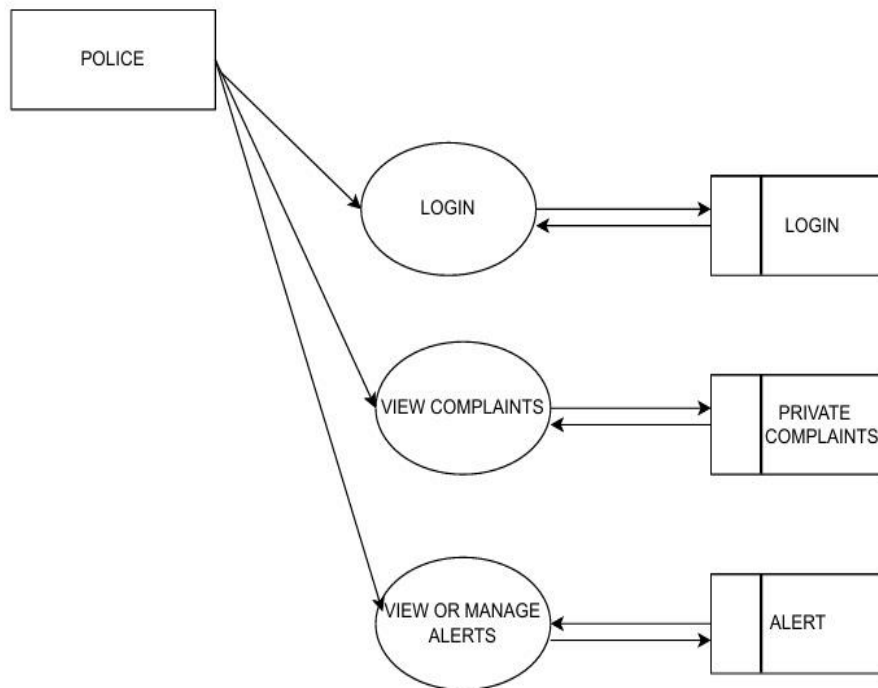 POLICE
LOGIN
LOGIN
VIEW COMPLAINTS
PRIVATE
COMPLAINTS
VIEW OR MANAGE
ALERTS
ALERT